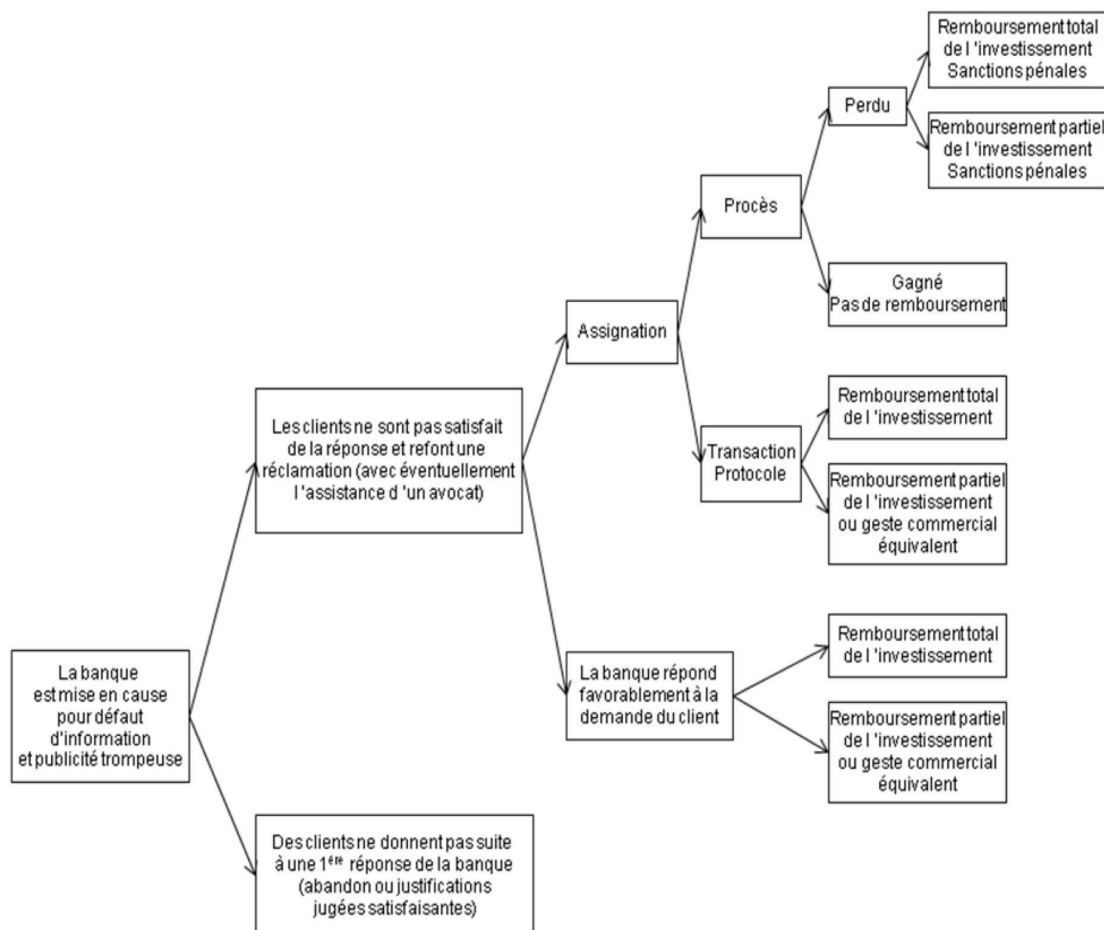 Remboursement total
de l 'investissement
Sanctions pénales
Perdu
Remboursement partiel
de l 'investissement
Sanctions pénales
Procès
Gagné
Pas de remboursement
Assignation
Remboursement total
de l 'investissement
Les clients ne sont pas satisfait
de la réponse et refont une
réclamation (avec éventuellement
l 'assistance d 'un avocat)
Transaction
Protocole
Remboursement partiel
de l 'investissement
ou geste commercial
équivalent
Remboursement total
de l 'investissement
La banque
est mise en cause
pour défaut
d'information
et publicité trompeuse
La banque répond
favorablement à la
demande du client
Remboursement partiel
de l 'investissement
ou geste commercial
équivalent
Des clients ne donnent pas suite
à une 1ère réponse de la banque
(abandon ou justifications
jugées satisfaisantes)